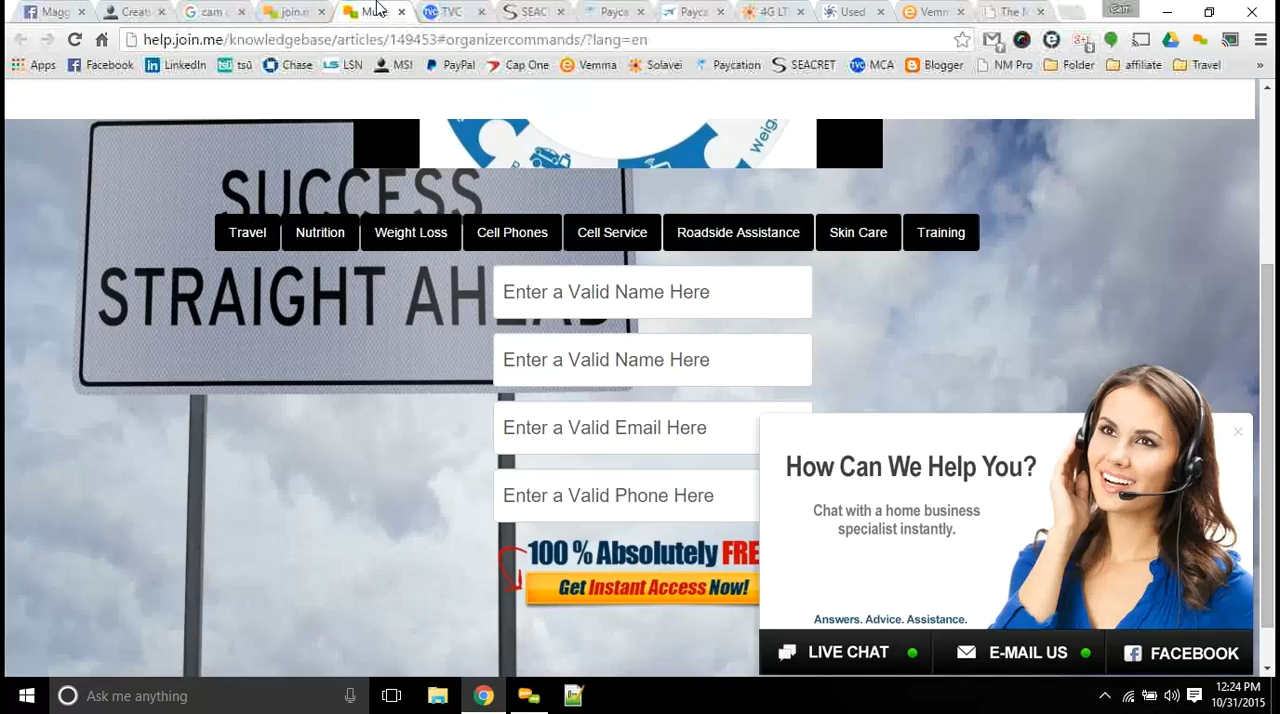 Magg
Creati
cam c
join.m
Mu
TVC
SEAC
Payca
Payca
4G LT
Used
Vemm
The N
Cam
help.join.me/knowledgebase/articles/149453#organizercommands/?lang=en
Apps
Facebook
LinkedIn
tsū
Chase
LSN
MSI
PayPal
Cap One
Vemma
Solavei
Paycation
SEACRET
MCA
Blogger
NM Pro
Folder
affiliate
Travel
»
Weig
SUCCESS
STRAIGHT AH
Travel
Nutrition
Weight Loss
Cell Phones
Cell Service
Roadside Assistance
Skin Care
Training
Enter a Valid Name Here
Enter a Valid Name Here
Enter a Valid Email Here
Enter a Valid Phone Here
100 % Absolutely FRE
Get Instant Access Now!
How Can We Help You?
Chat with a home business
specialist instantly.
Answers. Advice. Assistance.
LIVE CHAT
E-MAIL US
FACEBOOK
Ask me anything
12:24 PM
10/31/2015